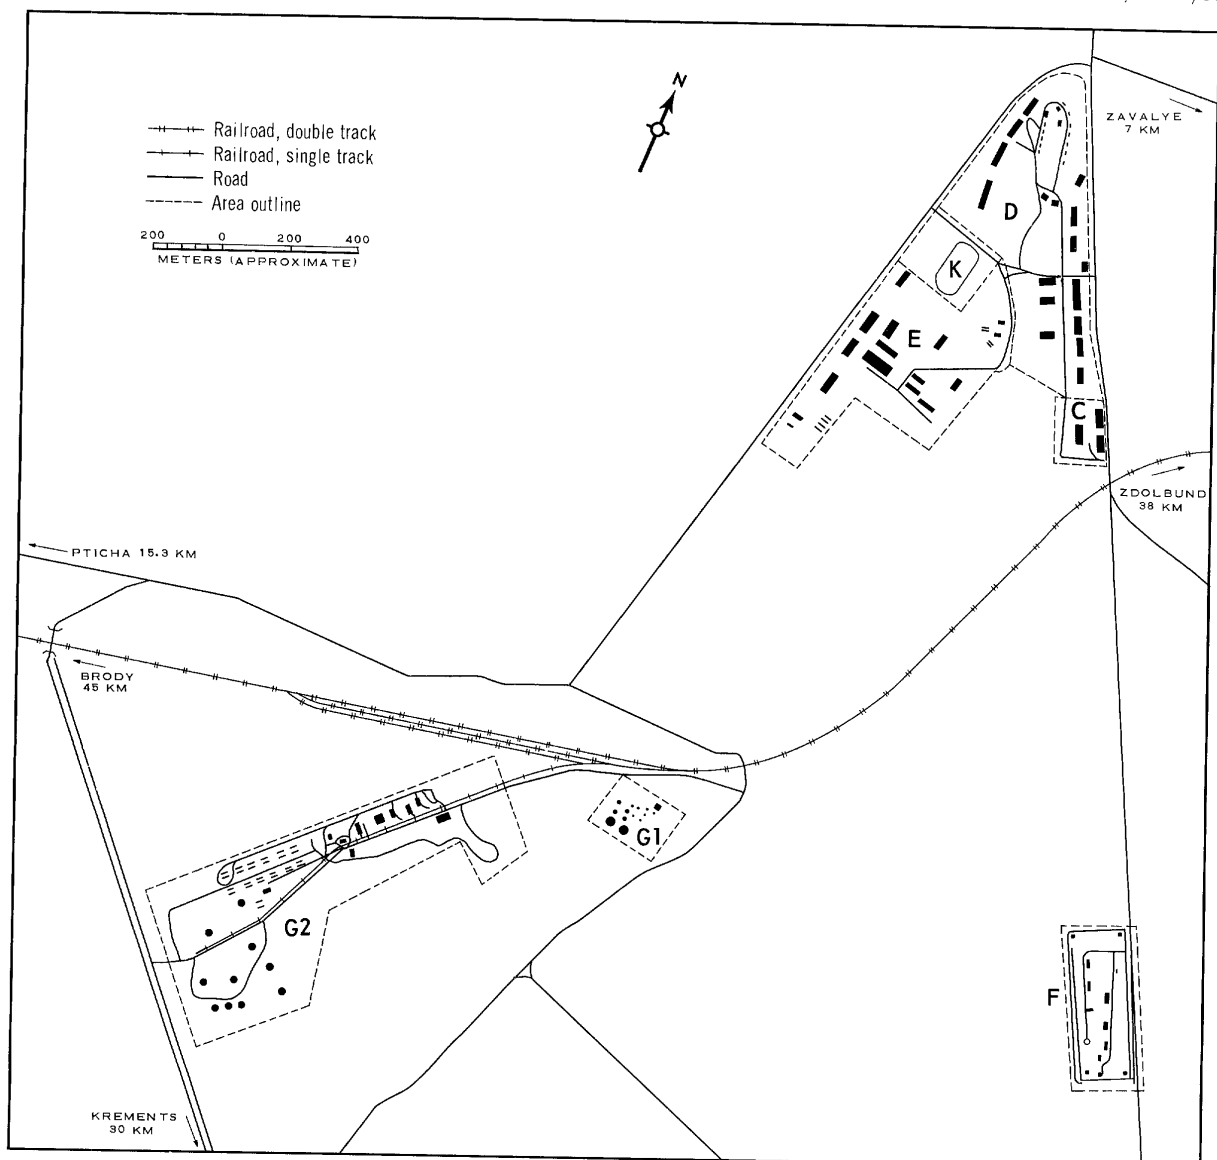 N
Railroad, double track
Railroad, single track
Road
Area outline
200 0 200 400
METERS (APPROXIMATE)
ZAVALYE
7 KM
D
K
E
C
ZDOLBUND
38 KM
PTICHA 15.3 KM
BRODY
45 KM
G1
G2
F
KREMENTS
30 KM